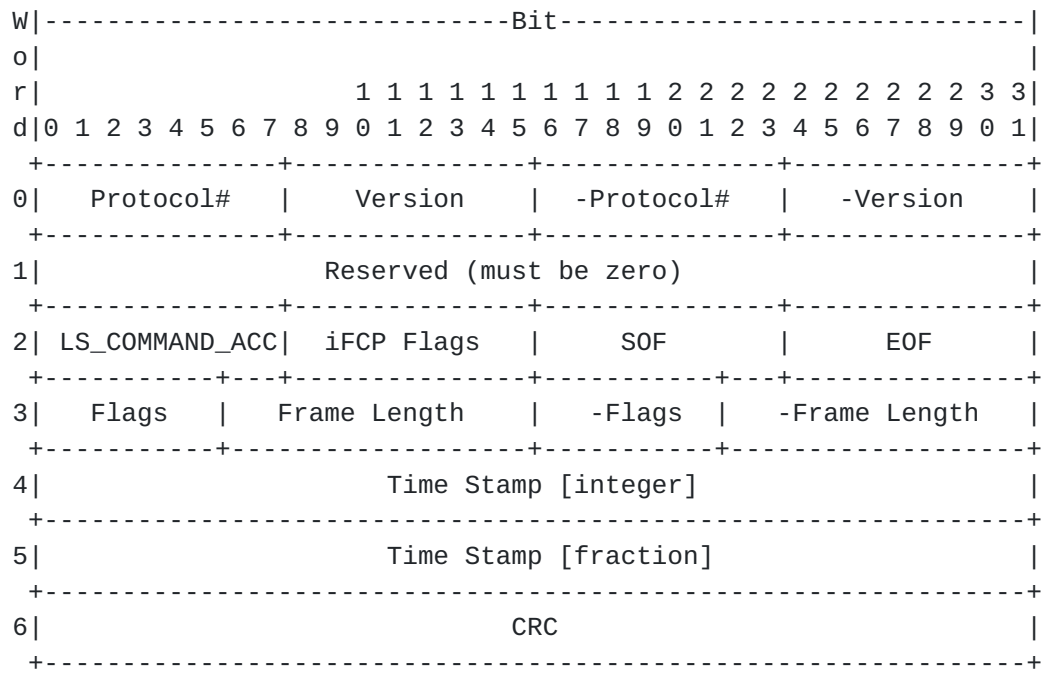 W|------------------------------Bit------------------------------|
o|                                                               |
r|                    1 1 1 1 1 1 1 1 1 1 2 2 2 2 2 2 2 2 2 2 3 3|
d|0 1 2 3 4 5 6 7 8 9 0 1 2 3 4 5 6 7 8 9 0 1 2 3 4 5 6 7 8 9 0 1|
 +---------------+---------------+---------------+---------------+
0|   Protocol#   |    Version    |  -Protocol#   |   -Version    |
 +---------------+---------------+---------------+---------------+
1|                  Reserved (must be zero)                      |
 +---------------+---------------+---------------+---------------+
2| LS_COMMAND_ACC|  iFCP Flags   |     SOF       |      EOF      |
 +-----------+---+---------------+-----------+---+---------------+
3|   Flags   |   Frame Length    |   -Flags  |   -Frame Length   |
 +-----------+-------------------+-----------+-------------------+
4|                      Time Stamp [integer]                     |
 +---------------------------------------------------------------+
5|                      Time Stamp [fraction]                    |
 +---------------------------------------------------------------+
6|                              CRC                              |
 +---------------------------------------------------------------+